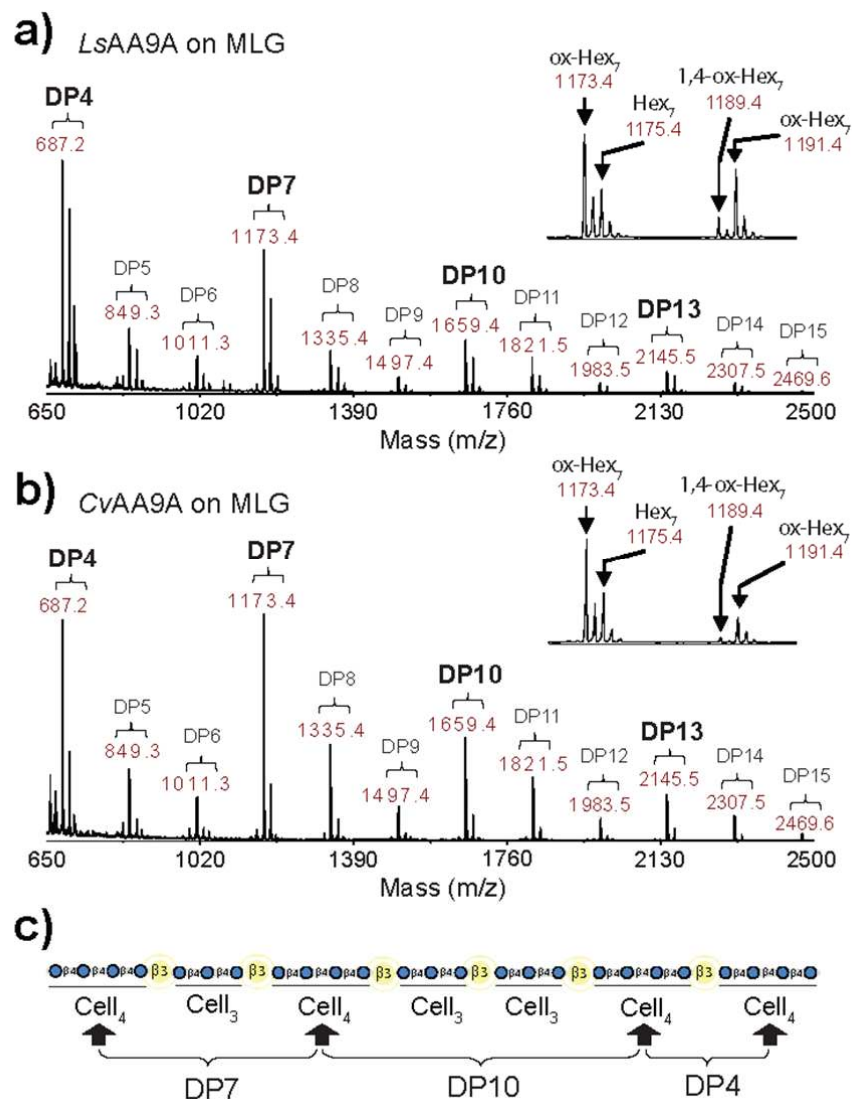 a) LsAA9A on MLG
DP4
687.2
DP5
849.3
DP6
1011.3
DP7
1173.4
DP8
1335.4
DP9
1497.4
DP10
1659.4
DP11
1821.5
DP12
1983.5
DP13
2145.5
DP14
2307.5
DP15
2469.6
ox-Hex7
1173.4
Hex7
1175.4
1,4-ox-Hex7
1189.4
ox-Hex7
1191.4
650 1020 1390 1760 2130 2500
Mass (m/z)
b) CvAA9A on MLG
DP4
687.2
DP5
849.3
DP6
1011.3
DP7
1173.4
DP8
1335.4
DP9
1497.4
DP10
1659.4
DP11
1821.5
DP12
1983.5
DP13
2145.5
DP14
2307.5
DP15
2469.6
ox-Hex7
1173.4
Hex7
1175.4
1,4-ox-Hex7
1189.4
ox-Hex7
1191.4
650 1020 1390 1760 2130 2500
Mass (m/z)
c)
β4 β4 β4 β3 β4 β4 β3 β4 β4 β4 β3 β4 β4 β3 β4 β4 β3 β4 β4 β4 β3 β4 β4 β4
Cell4 Cell3 Cell4 Cell3 Cell3 Cell4 Cell4
DP7 DP10 DP4